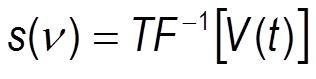 s(ν) = TF⁻¹[V(t)]